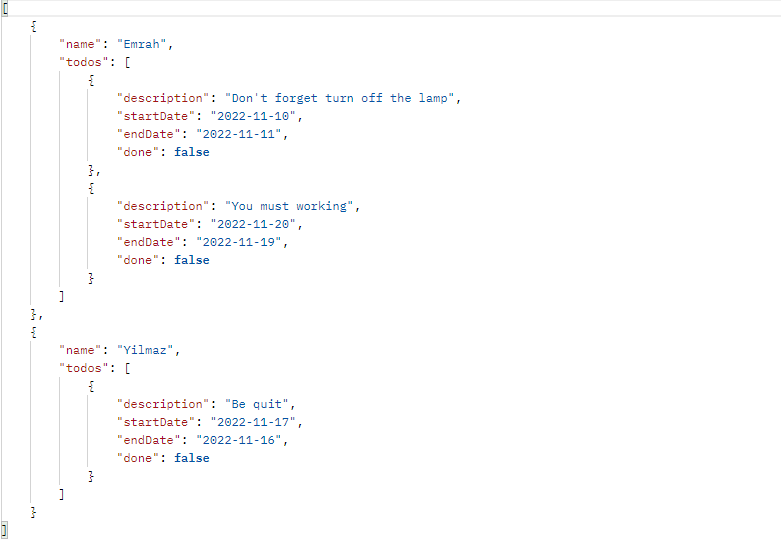 [
    {
        "name": "Emrah",
        "todos": [
            {
                "description": "Don't forget turn off the lamp",
                "startDate": "2022-11-10",
                "endDate": "2022-11-11",
                "done": false
            },
            {
                "description": "You must working",
                "startDate": "2022-11-20",
                "endDate": "2022-11-19",
                "done": false
            }
        ]
    },
    {
        "name": "Yilmaz",
        "todos": [
            {
                "description": "Be quit",
                "startDate": "2022-11-17",
                "endDate": "2022-11-16",
                "done": false
            }
        ]
    }
]